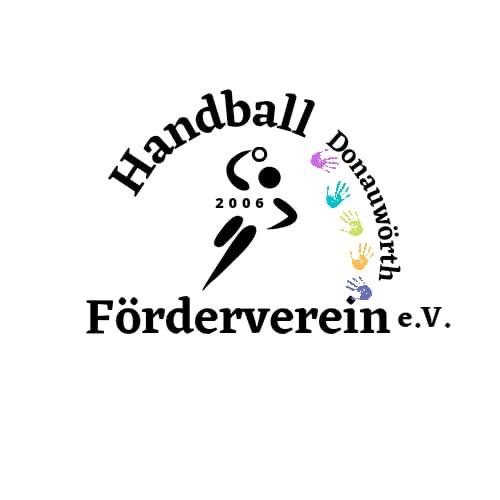 Handball
Donauwörth
2006
Förderverein e.V.